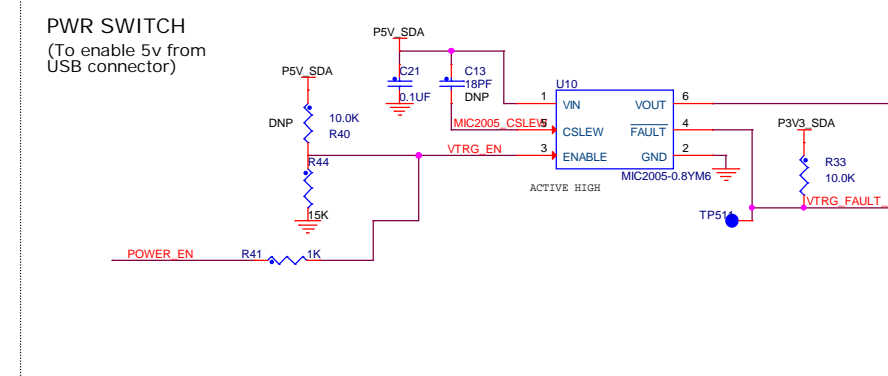 PWR SWITCH
(To enable 5v from
USB connector)
P5V_SDA
P5V_SDA
C21
0.1UF
C13
18PF
DNP
U10
DNP
10.0K
R40
1
VIN
VOUT
6
MIC2005_CSLEW
5
CSLEW
FAULT
4
P3V3_SDA
VTRG_EN
3
ENABLE
GND
2
R44
MIC2005-0.8YM6
R33
10.0K
ACTIVE HIGH
15K
TP511
VTRG_FAULT_
POWER_EN
R41
1K